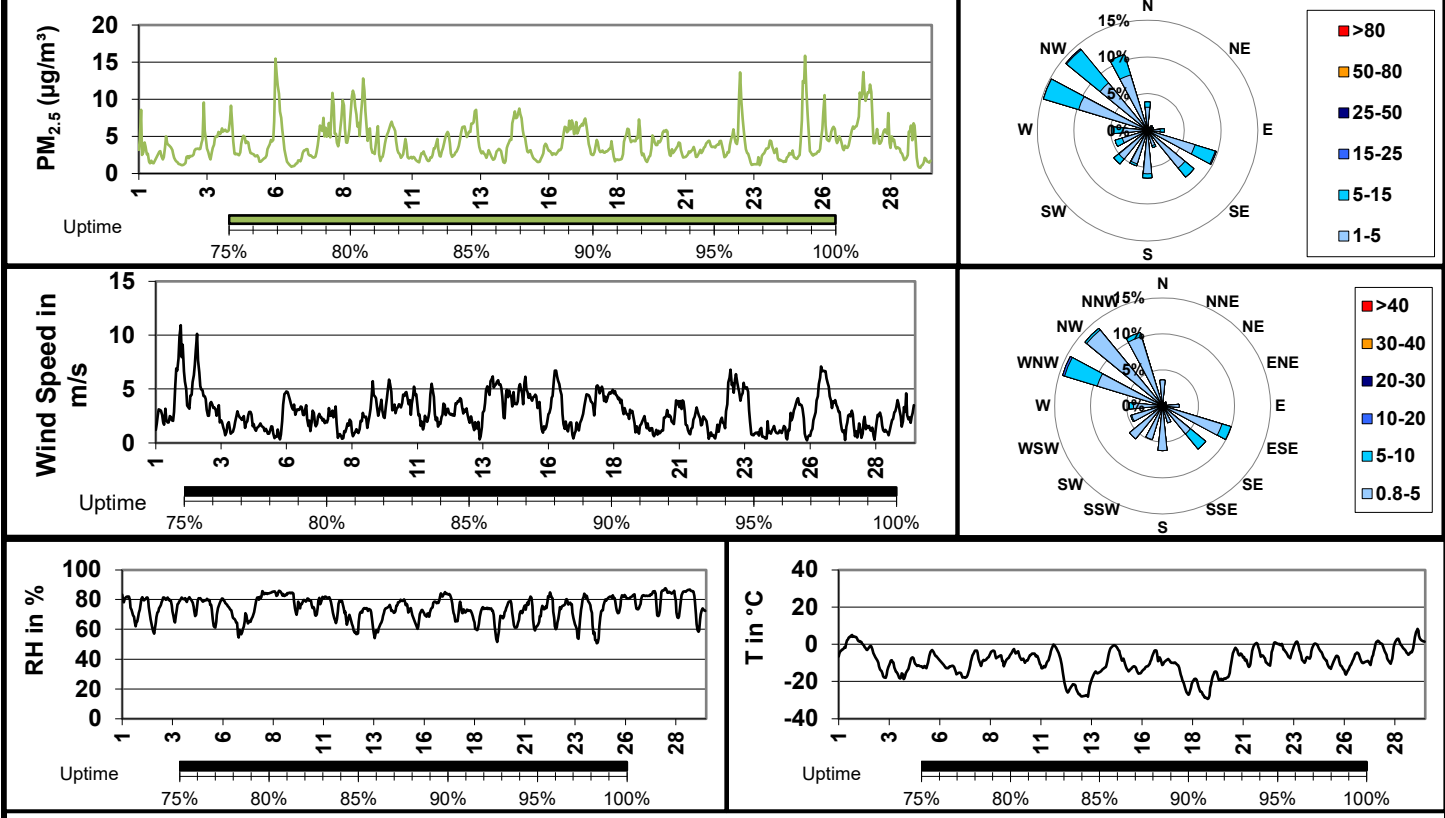 PM2.5 (µg/m³)
20
15
10
5
0
1 3 6 8 11 13 16 18 21 23 26 28
Uptime
75% 80% 85% 90% 95% 100%
N
NE
E
SE
S
SW
W
NW
15%
10%
5%
0%
>80
50-80
25-50
15-25
5-15
1-5
Wind Speed in
m/s
15
10
5
0
1 3 6 8 11 13 16 18 21 23 26 28
Uptime
75% 80% 85% 90% 95% 100%
N
NNE
NE
ENE
E
ESE
SE
SSE
S
SSW
SW
WSW
W
WNW
NW
NNW
15%
10%
5%
0%
>40
30-40
20-30
10-20
5-10
0.8-5
RH in %
100
80
60
40
20
0
1 3 6 8 11 13 16 18 21 23 26 28
Uptime
75% 80% 85% 90% 95% 100%
T in °C
40
20
0
-20
-40
1 3 6 8 11 13 16 18 21 23 26 28
Uptime
75% 80% 85% 90% 95% 100%